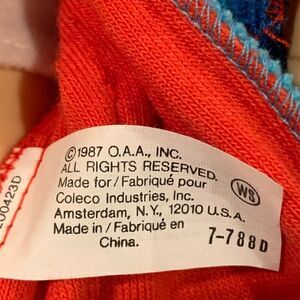 ©1987 O.A.A., INC.
ALL RIGHTS RESERVED.
Made for/Fabriqué pour
Coleco Industries, Inc.
Amsterdam, N.Y., 12010 U.S.A.
Made in/Fabriqué en
China.
WS
7-788D